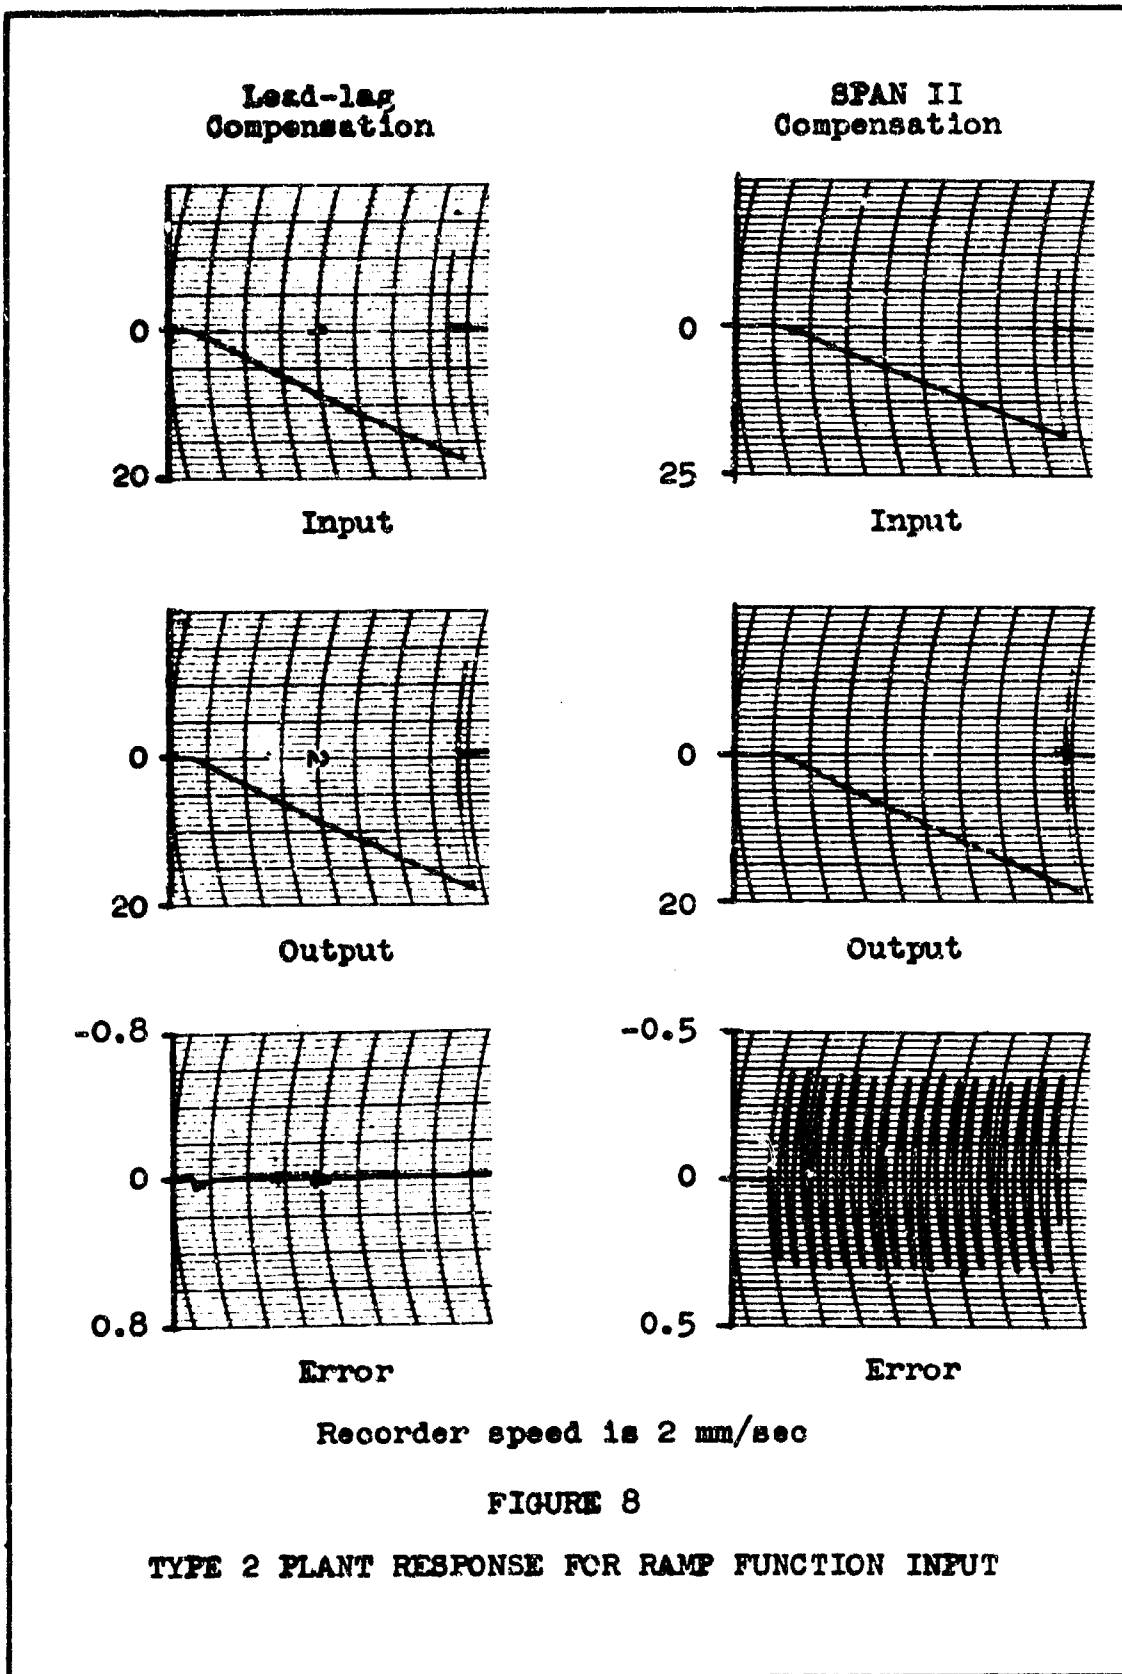 Lead-lag
Compensation
SPAN II
Compensation
0
20
Input
0
25
Input
0
2
20
Output
0
20
Output
-0.8
0
0.8
Error
-0.5
0
0.5
Error
Recorder speed is 2 mm/sec
FIGURE 8
TYPE 2 PLANT RESPONSE FOR RAMP FUNCTION INPUT